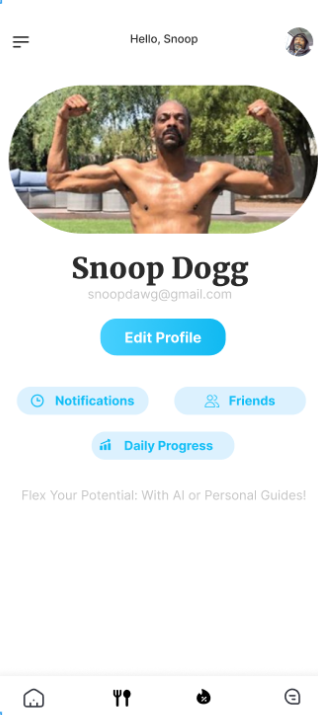 Hello, Snoop
Snoop Dogg
snoopdawg@gmail.com
Edit Profile
Notifications
Friends
Daily Progress
Flex Your Potential: With AI or Personal Guides!